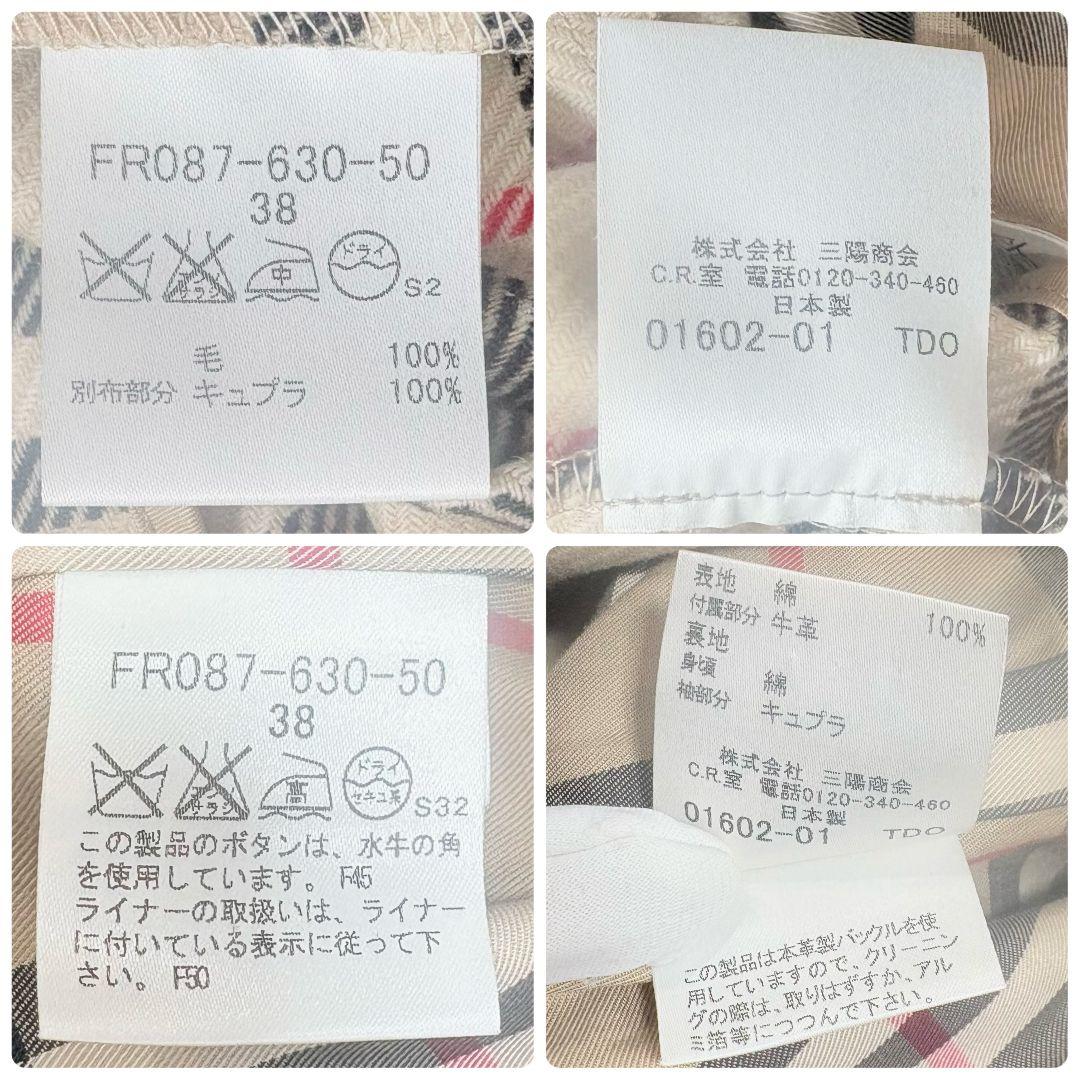 FR087-630-50
38
中 ドライ S2
毛 100%
別布部分 キュプラ 100%
株式会社 三陽商会
C.R.室 電話0120-340-460
日本製
01602-01 TDO
FR087-630-50
38
高 ドライ セキユ系 S32
この製品のボタンは、水牛の角
を使用しています。 F45
ライナーの取扱いは、ライナー
に付いている表示に従って下
さい。 F50
表地 綿 100%
付属部分 牛革
裏地
身頃 綿
袖部分 キュプラ
株式会社 三陽商会
C.R.室 電話0120-340-460
日本製
01602-01 TDO
この製品は本革製バックルを使
用していますので、クリーニン
グの際は、取りはずすか、アル
ミ箔等につつんで下さい。